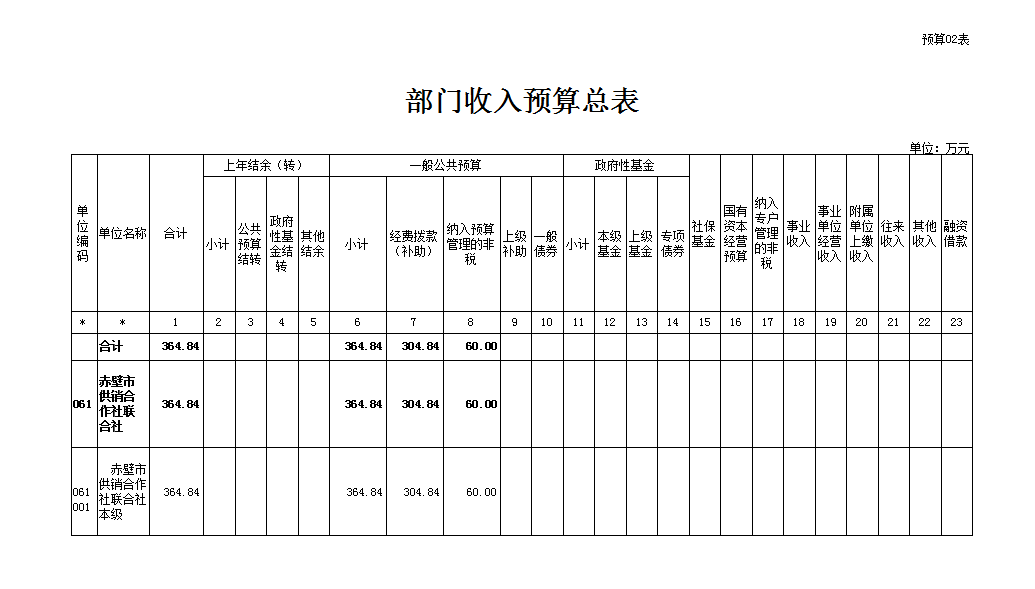 预算02表
部门收入预算总表
单位：万元
单位编码 单位名称 合计 上年结余（转） 一般公共预算 政府性基金 社保基金 国有资本经营预算 纳入专户管理的非税 事业收入 事业单位经营收入 附属单位上缴收入 往来收入 其他收入 融资借款
小计 公共预算结转 政府性基金结转 其他结余 小计 经费拨款（补助） 纳入预算管理的非税 上级补助 一般债券 小计 本级基金 上级基金 专项债券
* * 1 2 3 4 5 6 7 8 9 10 11 12 13 14 15 16 17 18 19 20 21 22 23
合计 364.84 364.84 304.84 60.00
061 赤壁市供销合作社联合社 364.84 364.84 304.84 60.00
061001 赤壁市供销合作社联合社本级 364.84 364.84 304.84 60.00